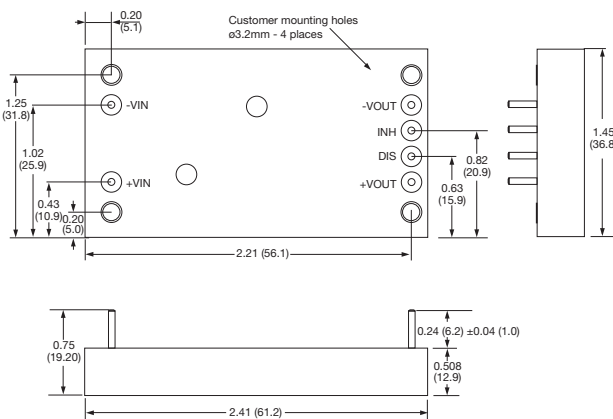 0.20
(5.1)
Customer mounting holes
ø3.2mm - 4 places
1.25
(31.8)
-VIN
-VOUT
INH
1.02
(25.9)
DIS
0.82
(20.9)
1.45
(36.8
+VIN
+VOUT
0.63
(15.9)
0.43
(10.9)
0.20
(5.0)
2.21 (56.1)
0.75
(19.20)
0.24 (6.2) ±0.04 (1.0)
0.508
(12.9)
2.41 (61.2)